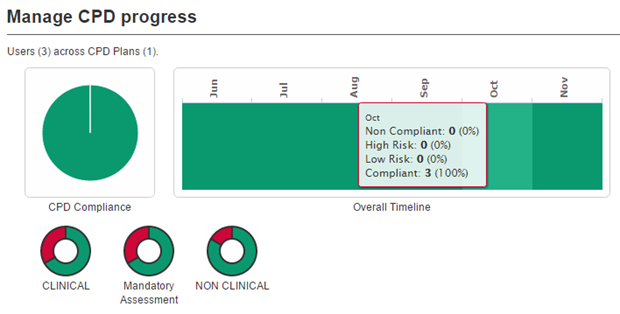 Manage CPD progress
Users (3) across CPD Plans (1).
Jun
Jul
Aug
Sep
Oct
Nov
Oct
Non Compliant: 0 (0%)
High Risk: 0 (0%)
Low Risk: 0 (0%)
Compliant: 3 (100%)
CPD Compliance
Overall Timeline
CLINICAL
Mandatory
Assessment
NON CLINICAL